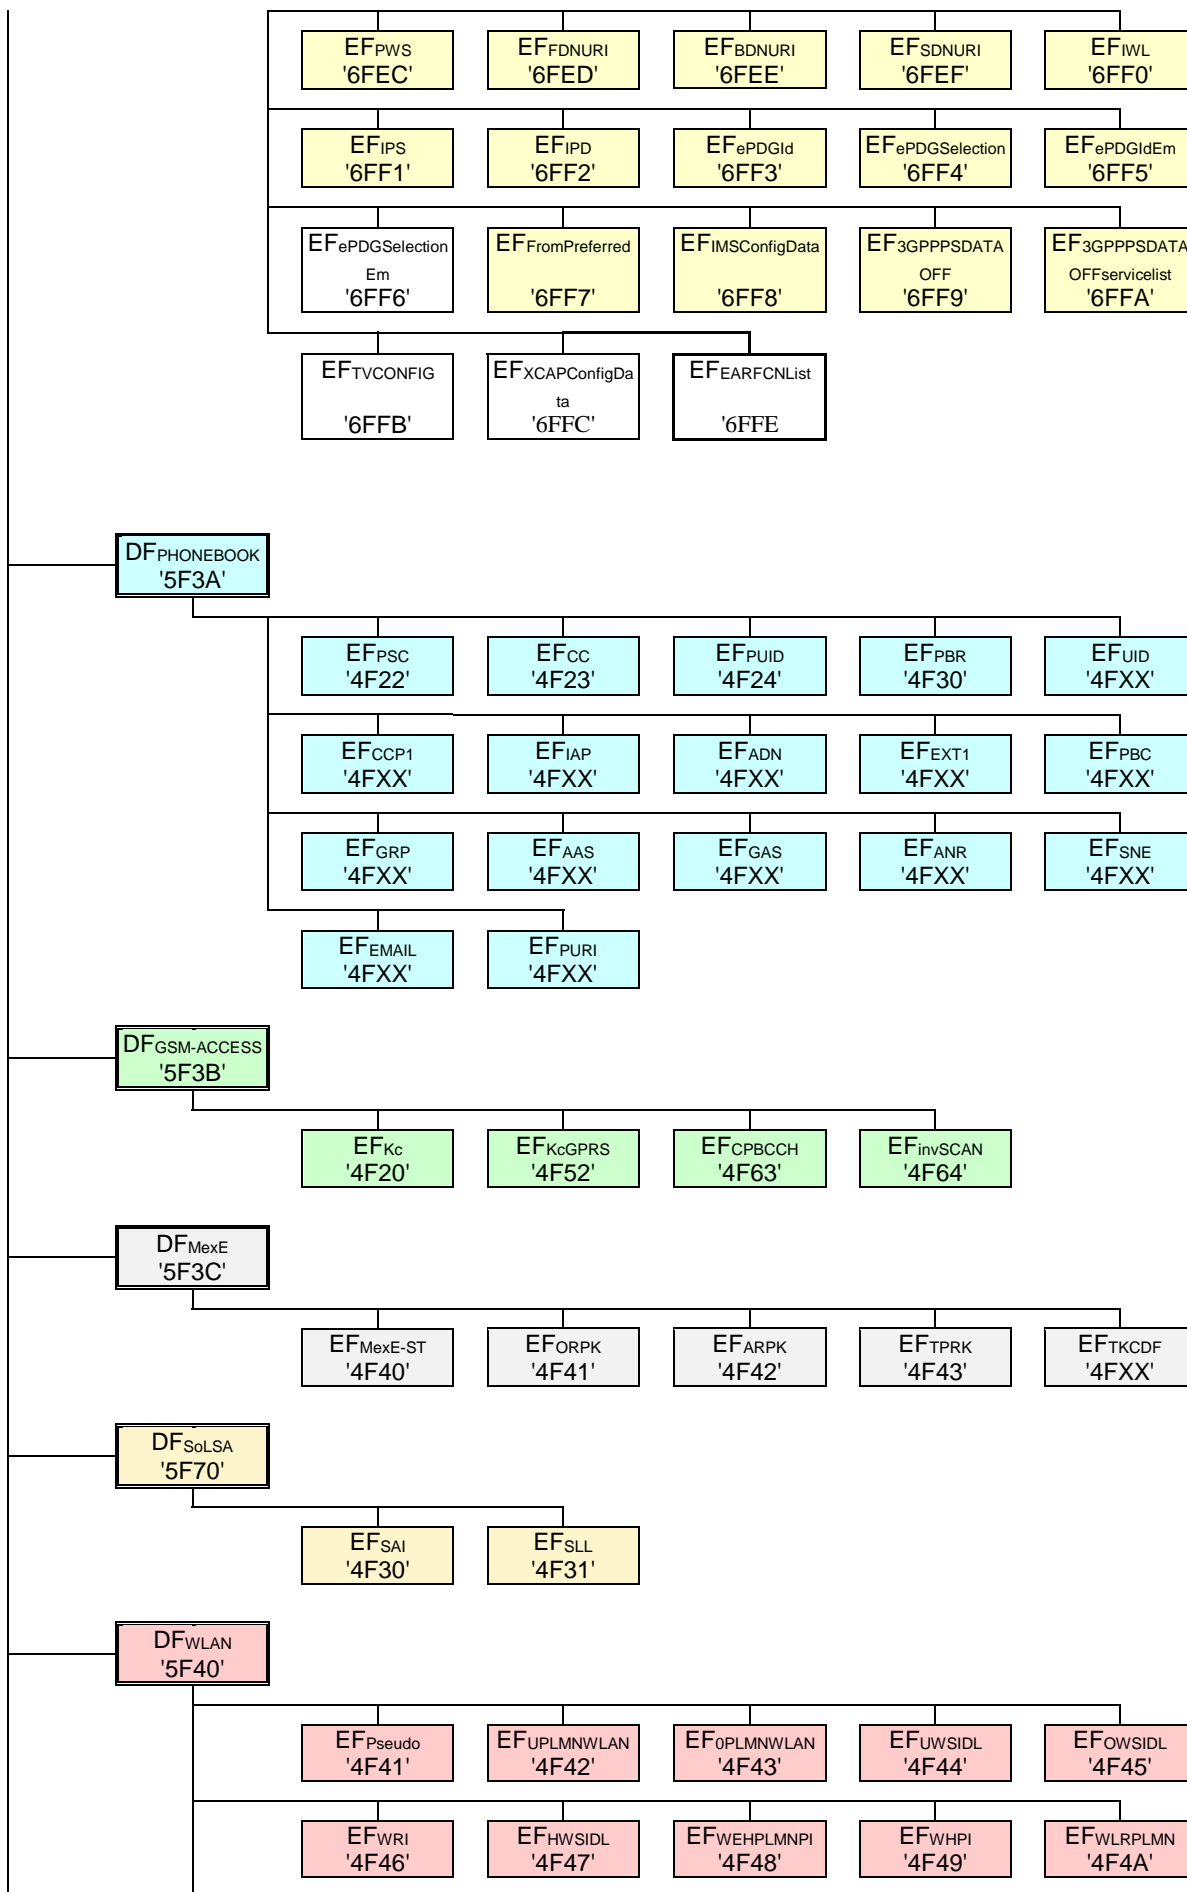 EFPWS EFFDNURI EFBDNURI EFSDNURI EFIWL
'6FEC' '6FED' '6FEE' '6FEF' '6FF0'
EFIPS EFIPD EFePDGId EFePDGSelection EFePDGIdEm
'6FF1' '6FF2' '6FF3' '6FF4' '6FF5'
EFePDGSelection EFFromPreferred EFIMSConfigData EF3GPPPSDATA EF3GPPPSDATA
Em OFF OFFservicelist
'6FF6' '6FF7' '6FF8' '6FF9' '6FFA'
EFTVCONFIG EFXCAPConfigDa EFEARFCNList
ta
'6FFB' '6FFC' '6FFE
DFPHONEBOOK
'5F3A'
EFPSC EFCC EFPUID EFPBR EFUID
'4F22' '4F23' '4F24' '4F30' '4FXX'
EFCCP1 EFIAP EFADN EFEXT1 EFPBC
'4FXX' '4FXX' '4FXX' '4FXX' '4FXX'
EFGRP EFAAS EFGAS EFANR EFSNE
'4FXX' '4FXX' '4FXX' '4FXX' '4FXX'
EFEMAIL EFPURI
'4FXX' '4FXX'
DFGSM-ACCESS
'5F3B'
EFKc EFKcGPRS EFCPBCCH EFinvSCAN
'4F20' '4F52' '4F63' '4F64'
DFMexE
'5F3C'
EFMexE-ST EFORPK EFARPK EFTPRK EFTKCDF
'4F40' '4F41' '4F42' '4F43' '4FXX'
DFSoLSA
'5F70'
EFSAI EFSLL
'4F30' '4F31'
DFWLAN
'5F40'
EFPseudo EFUPLMNWLAN EF0PLMNWLAN EFUWSIDL EFOWSIDL
'4F41' '4F42' '4F43' '4F44' '4F45'
EFWRI EFHWSIDL EFWEHPLMNPI EFWHPI EFWLRPLMN
'4F46' '4F47' '4F48' '4F49' '4F4A'